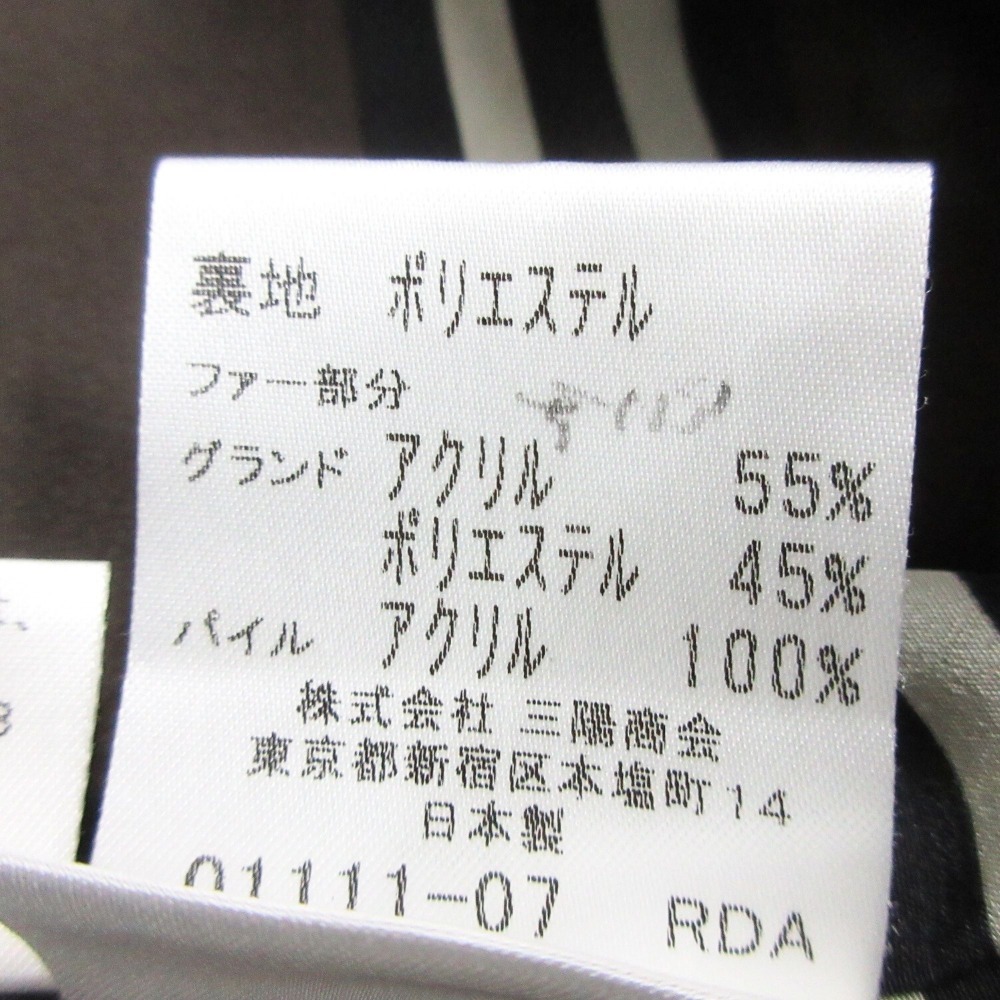 裏地 ポリエステル
ファー部分
グランド アクリル 55%
ポリエステル 45%
パイル アクリル 100%
株式会社 三陽商会
東京都新宿区本塩町14
日本製
01111-07 RDA